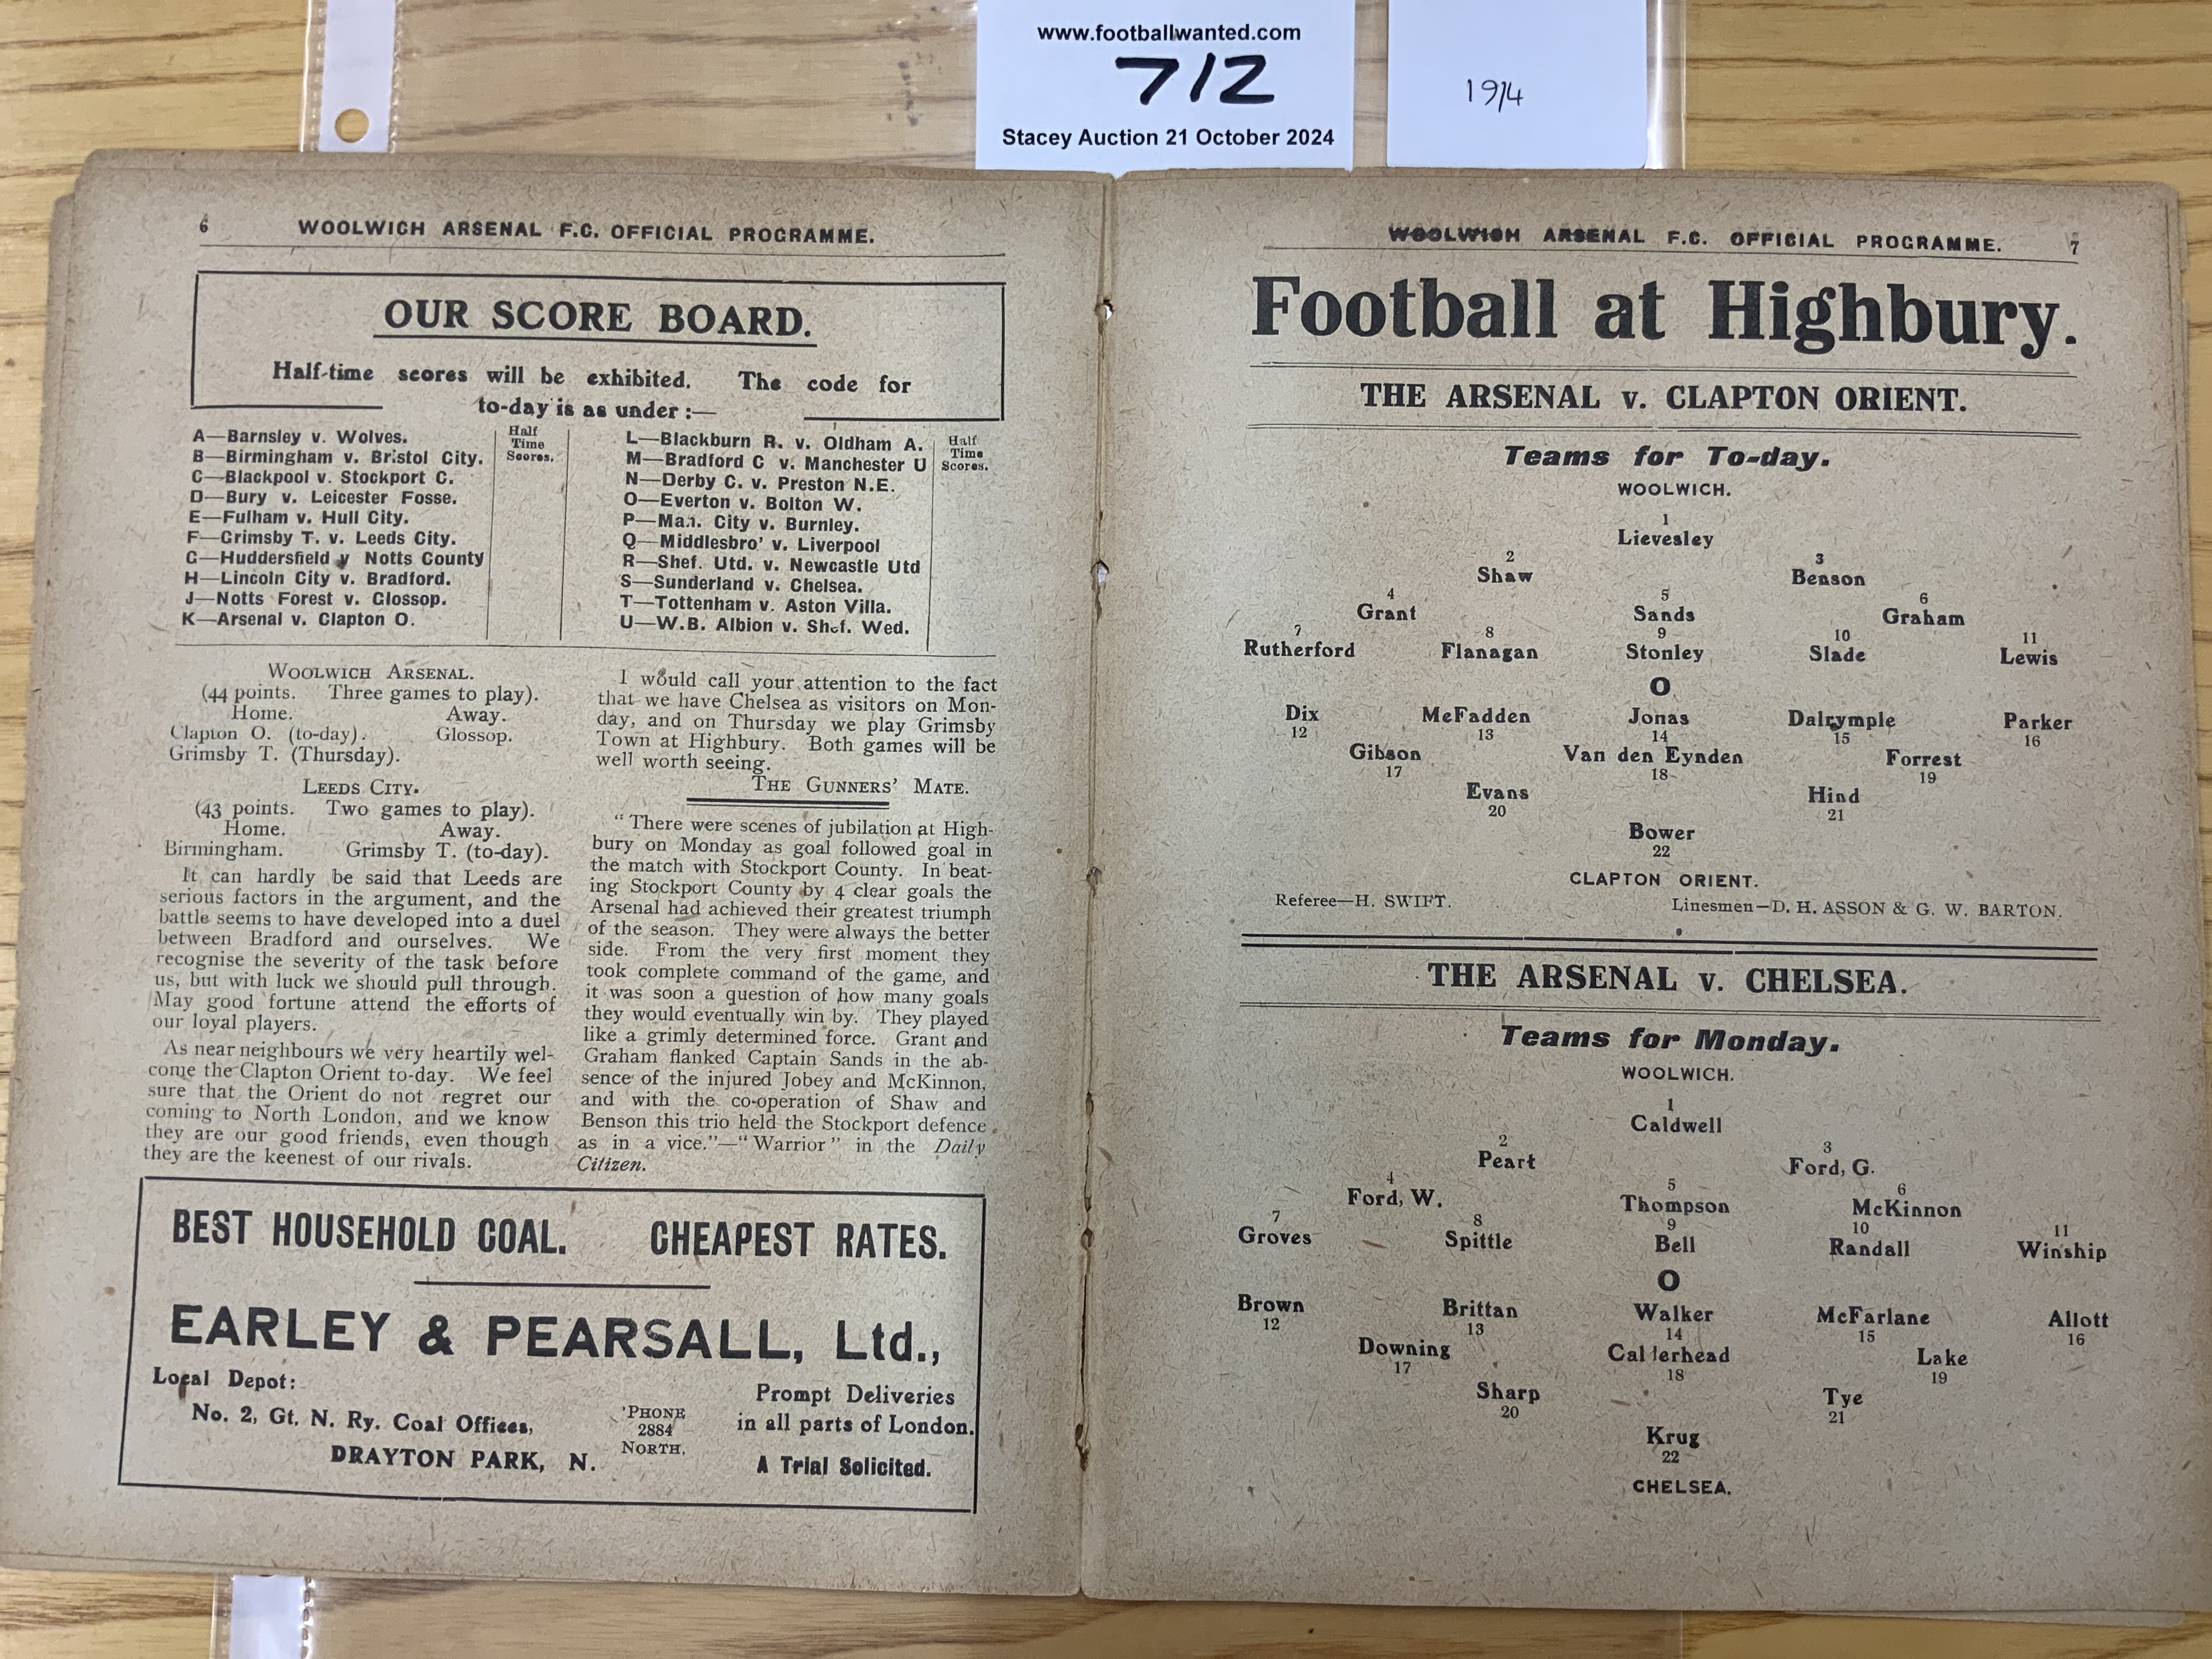 www.footballwanted.com
712
Stacey Auction 21 October 2024
1914
6 WOOLWICH ARSENAL F.C. OFFICIAL PROGRAMME.
OUR SCORE BOARD.
Half-time scores will be exhibited. The code for
to-day is as under :—
Half
Time
Scores.
A—Barnsley v. Wolves.
B—Birmingham v. Bristol City.
C—Blackpool v. Stockport C.
D—Bury v. Leicester Fosse.
E—Fulham v. Hull City.
F—Grimsby T. v. Leeds City.
G—Huddersfield v Notts County
H—Lincoln City v. Bradford.
J—Notts Forest v. Glossop.
K—Arsenal v. Clapton O.
Half
Time
Scores.
L—Blackburn R. v. Oldham A.
M—Bradford C v. Manchester U
N—Derby C. v. Preston N.E.
O—Everton v. Bolton W.
P—Man. City v. Burnley.
Q—Middlesbro' v. Liverpool
R—Shef. Utd. v. Newcastle Utd
S—Sunderland v. Chelsea.
T—Tottenham v. Aston Villa.
U—W.B. Albion v. Shef. Wed.
WOOLWICH ARSENAL.
(44 points. Three games to play).
Home. Away.
Clapton O. (to-day). Glossop.
Grimsby T. (Thursday).
LEEDS CITY.
(43 points. Two games to play).
Home. Away.
Birmingham. Grimsby T. (to-day).
It can hardly be said that Leeds are
serious factors in the argument, and the
battle seems to have developed into a duel
between Bradford and ourselves. We
recognise the severity of the task before
us, but with luck we should pull through.
May good fortune attend the efforts of
our loyal players.
As near neighbours we very heartily wel-
come the Clapton Orient to-day. We feel
sure that the Orient do not regret our
coming to North London, and we know
they are our good friends, even though
they are the keenest of our rivals.
I would call your attention to the fact
that we have Chelsea as visitors on Mon-
day, and on Thursday we play Grimsby
Town at Highbury. Both games will be
well worth seeing.
THE GUNNERS' MATE.
"There were scenes of jubilation at High-
bury on Monday as goal followed goal in
the match with Stockport County. In beat-
ing Stockport County by 4 clear goals the
Arsenal had achieved their greatest triumph
of the season. They were always the better
side. From the very first moment they
took complete command of the game, and
it was soon a question of how many goals
they would eventually win by. They played
like a grimly determined force. Grant and
Graham flanked Captain Sands in the ab-
sence of the injured Jobey and McKinnon,
and with the co-operation of Shaw and
Benson this trio held the Stockport defence
as in a vice."—"Warrior" in the Daily
Citizen.
BEST HOUSEHOLD COAL. CHEAPEST RATES.
EARLEY & PEARSALL, Ltd.,
Local Depot:
No. 2, Gt. N. Ry. Coal Offices,
DRAYTON PARK, N.
'PHONE
2884
NORTH.
Prompt Deliveries
in all parts of London.
A Trial Solicited.
WOOLWICH ARSENAL F.C. OFFICIAL PROGRAMME. 7
Football at Highbury.
THE ARSENAL v. CLAPTON ORIENT.
Teams for To-day.
WOOLWICH.
1
Lievesley
2 3
Shaw Benson
4 5 6
Grant Sands Graham
7 8 9 10 11
Rutherford Flanagan Stonley Slade Lewis
O
Dix McFadden Jonas Dalrymple Parker
12 13 14 15 16
Gibson Van den Eynden Forrest
17 18 19
Evans Hind
20 21
Bower
22
CLAPTON ORIENT.
Referee—H. SWIFT. Linesmen—D. H. ASSON & G. W. BARTON.
THE ARSENAL v. CHELSEA.
Teams for Monday.
WOOLWICH.
1
Caldwell
2 3
Peart Ford, G.
4 5 6
Ford, W. Thompson McKinnon
7 8 9 10 11
Groves Spittle Bell Randall Winship
O
Brown Brittan Walker McFarlane Allott
12 13 14 15 16
Downing Calderhead Lake
17 18 19
Sharp Tye
20 21
Krug
22
CHELSEA.